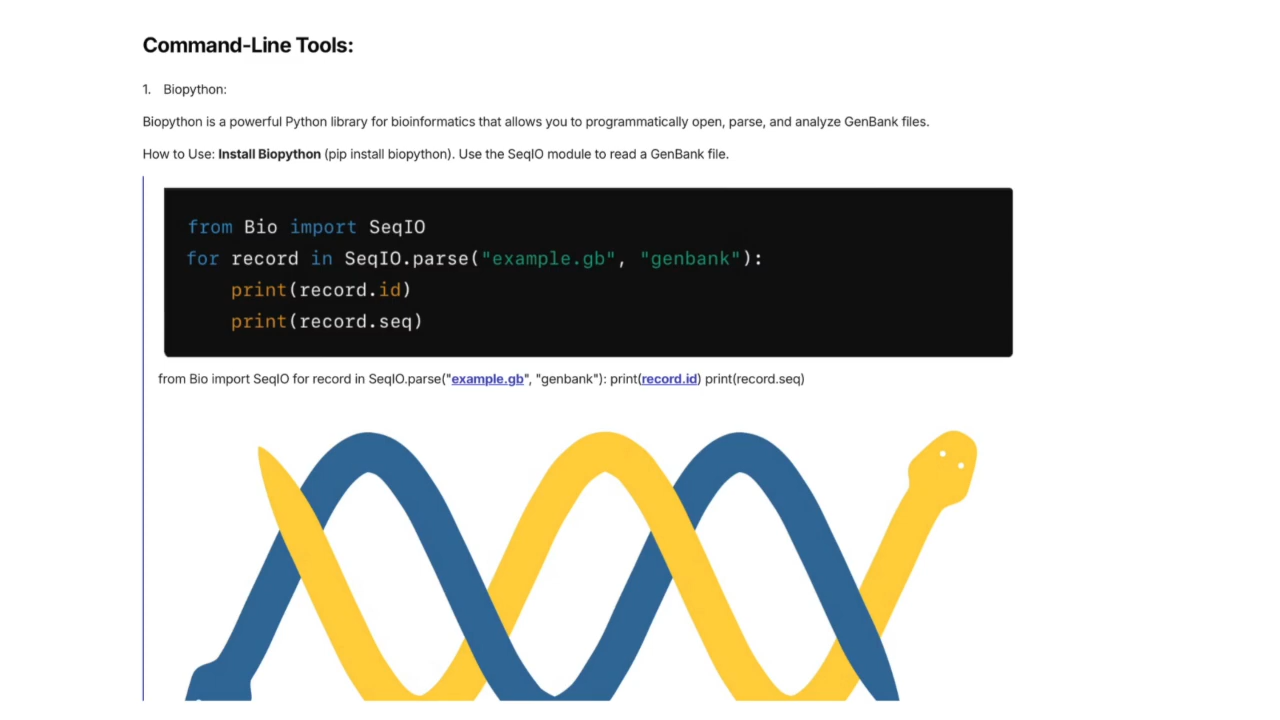 Command-Line Tools:
1. Biopython:
Biopython is a powerful Python library for bioinformatics that allows you to programmatically open, parse, and analyze GenBank files.
How to Use: Install Biopython (pip install biopython). Use the SeqIO module to read a GenBank file.
from Bio import SeqIO
for record in SeqIO.parse("example.gb", "genbank"):
    print(record.id)
    print(record.seq)
from Bio import SeqIO for record in SeqIO.parse("example.gb", "genbank"): print(record.id) print(record.seq)